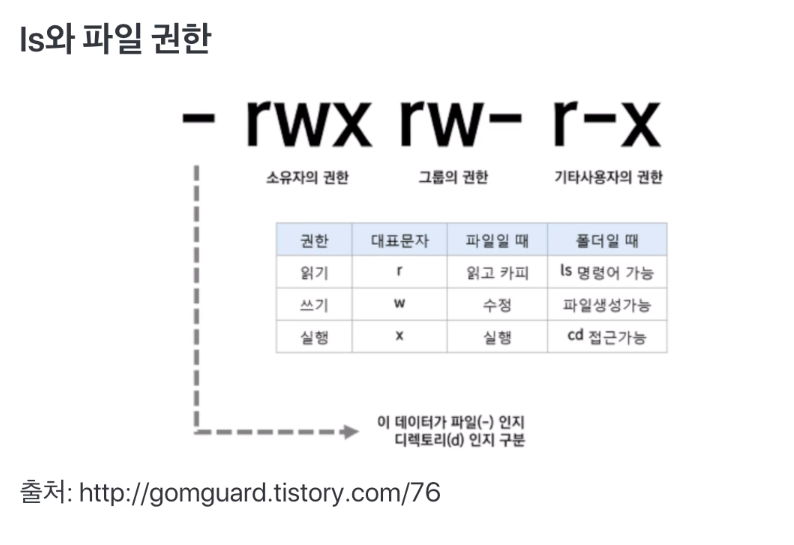 ls와 파일 권한
- rwx rw- r-x
소유자의 권한 그룹의 권한 기타사용자의 권한
권한 대표문자 파일일 때 폴더일 때
읽기 r 읽고 카피 ls 명령어 가능
쓰기 w 수정 파일생성가능
실행 x 실행 cd 접근가능
이 데이터가 파일(-) 인지
디렉토리(d) 인지 구분
출처: http://gomguard.tistory.com/76